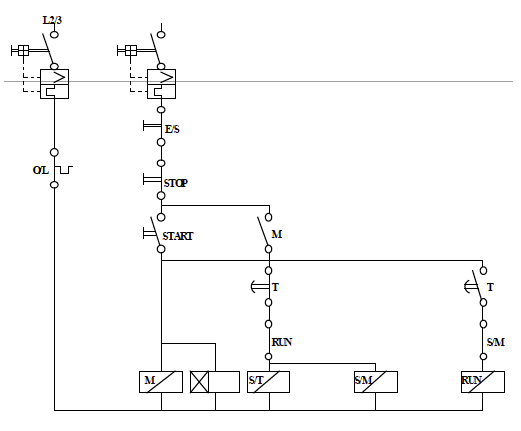 L2/3
E/S
O/L
STOP
START
M
T
T
RUN
S/M
M
S/T
S/M
RUN